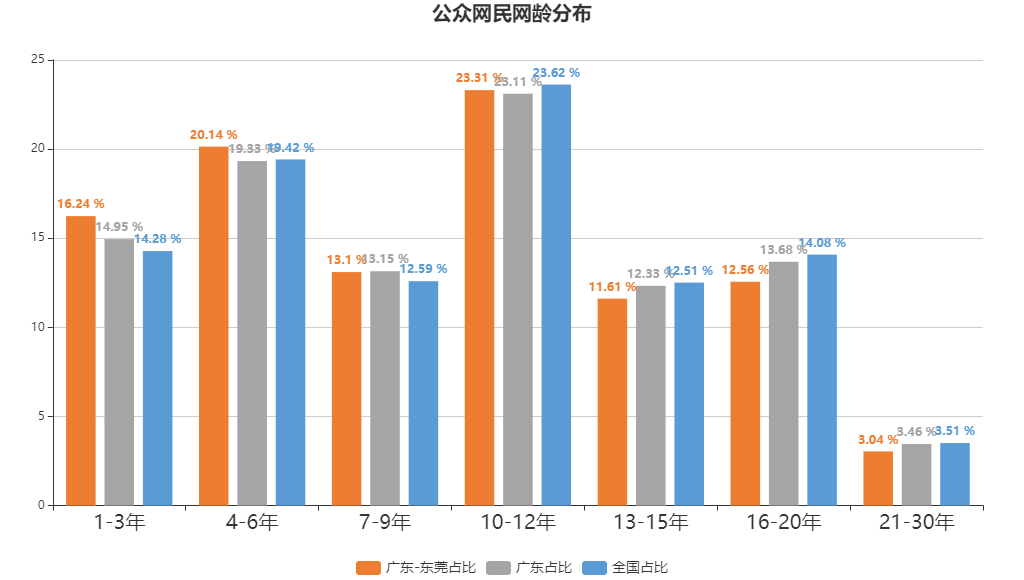 公众网民网龄分布
25
20
15
10
5
0
16.24 % 14.95 % 14.28 %
20.14 % 19.33 % 19.42 %
13.1 % 13.15 % 12.59 %
23.31 % 23.11 % 23.62 %
11.61 % 12.33 % 12.51 %
12.56 % 13.68 % 14.08 %
3.04 % 3.46 % 3.51 %
1-3年 4-6年 7-9年 10-12年 13-15年 16-20年 21-30年
广东-东莞占比 广东占比 全国占比